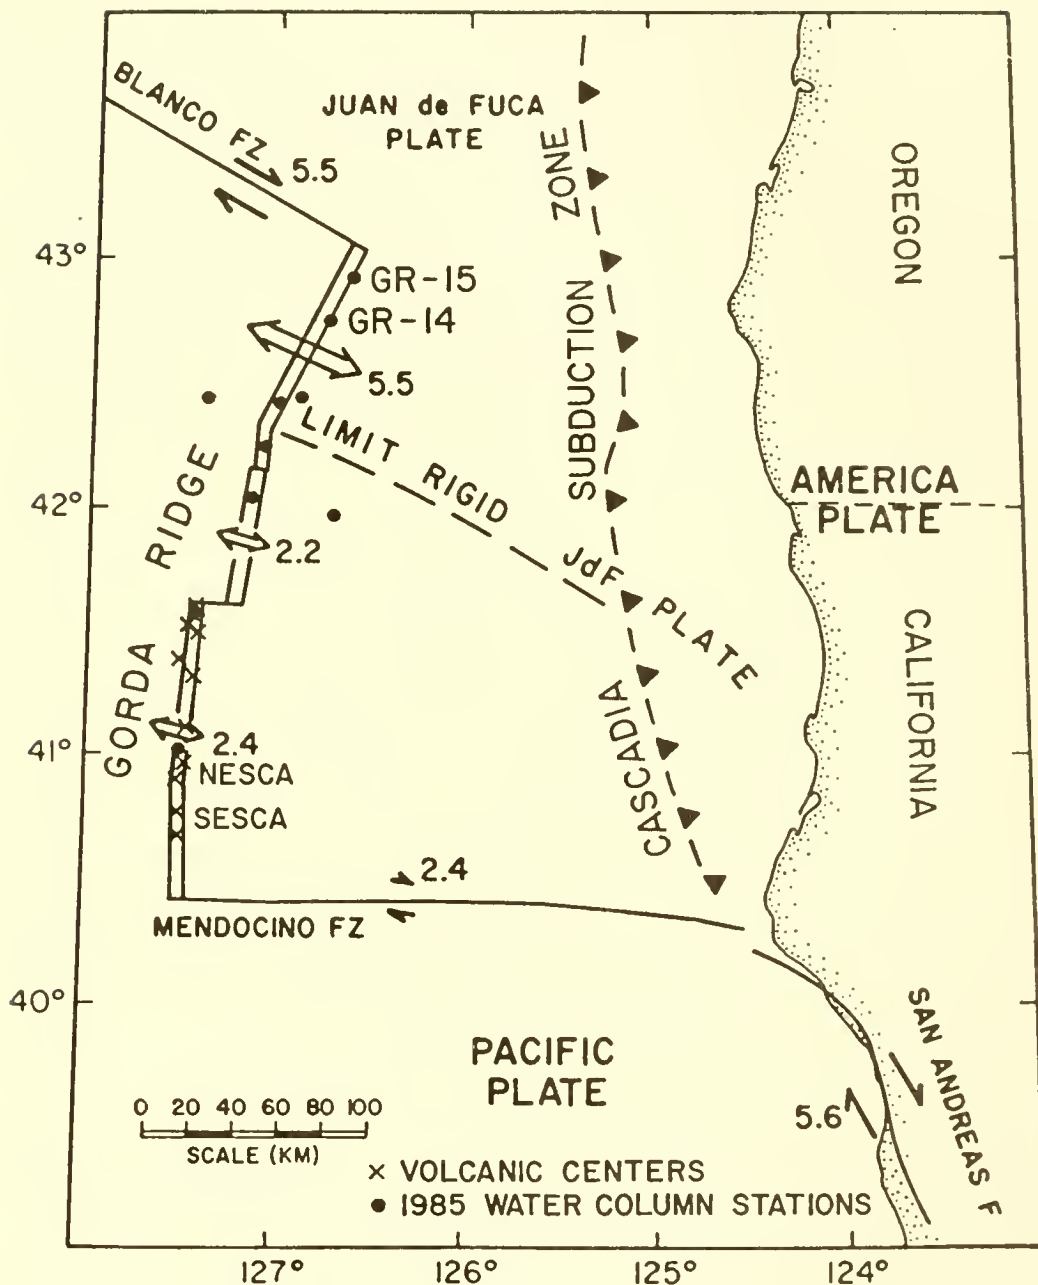 BLANCO FZ
5.5
JUAN de FUCA
PLATE
ZONE
OREGON
43°
GR-15
GR-14
SUBDUCTION
5.5
LIMIT RIGID
RIDGE
42°
AMERICA
PLATE
2.2
JdF PLATE
CALIFORNIA
GORDA
41°
2.4
NESCA
SESCA
CASCADIA
2.4
MENDOCINO FZ
40°
SAN ANDREAS F
PACIFIC
PLATE
5.6
0 20 40 60 80 100
SCALE (KM)
× VOLCANIC CENTERS
● 1985 WATER COLUMN STATIONS
127° 126° 125° 124°